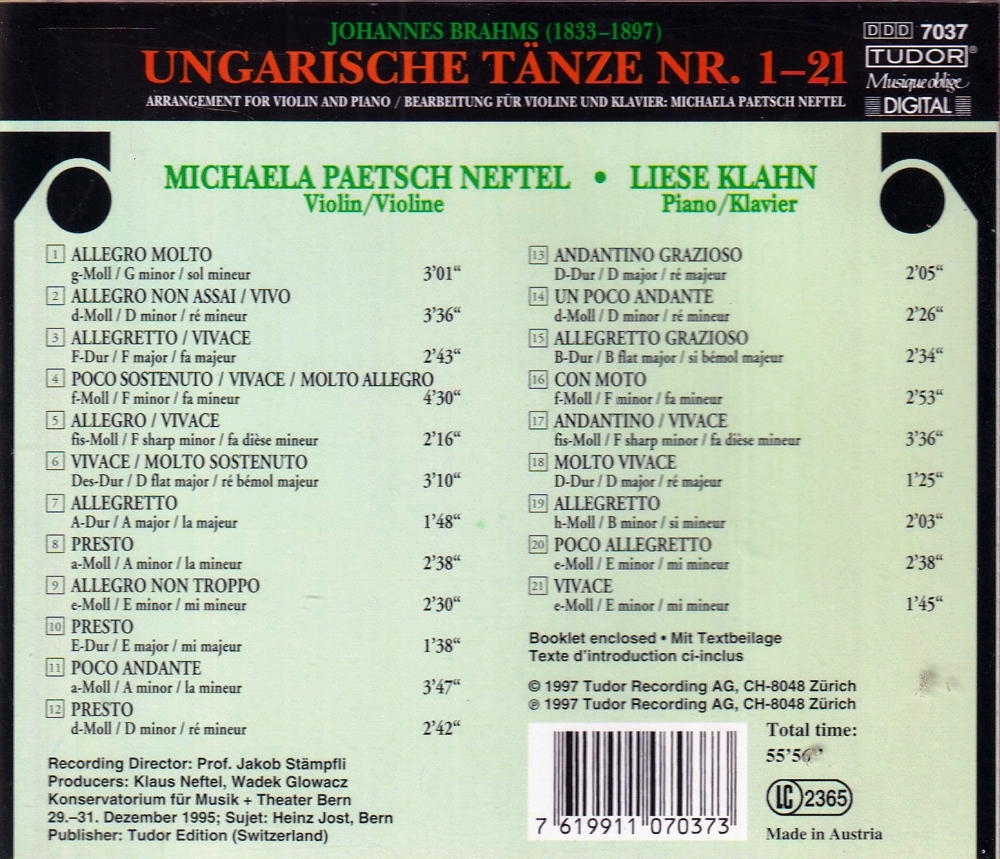 JOHANNES BRAHMS (1833–1897)
UNGARISCHE TÄNZE NR. 1–21
ARRANGEMENT FOR VIOLIN AND PIANO / BEARBEITUNG FÜR VIOLINE UND KLAVIER: MICHAELA PAETSCH NEFTEL
DDD 7037
TUDOR®
Musique oblige
DIGITAL
MICHAELA PAETSCH NEFTEL • LIESE KLAHN
Violin/Violine Piano/Klavier
1 ALLEGRO MOLTO
g-Moll / G minor / sol mineur 3’01“
2 ALLEGRO NON ASSAI / VIVO
d-Moll / D minor / ré mineur 3’36“
3 ALLEGRETTO / VIVACE
F-Dur / F major / fa majeur 2’43“
4 POCO SOSTENUTO / VIVACE / MOLTO ALLEGRO
f-Moll / F minor / fa mineur 4’30“
5 ALLEGRO / VIVACE
fis-Moll / F sharp minor / fa dièse mineur 2’16“
6 VIVACE / MOLTO SOSTENUTO
Des-Dur / D flat major / ré bémol majeur 3’10“
7 ALLEGRETTO
A-Dur / A major / la majeur 1’48“
8 PRESTO
a-Moll / A minor / la mineur 2’38“
9 ALLEGRO NON TROPPO
e-Moll / E minor / mi mineur 2’30“
10 PRESTO
E-Dur / E major / mi majeur 1’38“
11 POCO ANDANTE
a-Moll / A minor / la mineur 3’47“
12 PRESTO
d-Moll / D minor / ré mineur 2’42“
Recording Director: Prof. Jakob Stämpfli
Producers: Klaus Neftel, Wadek Glowacz
Konservatorium für Musik + Theater Bern
29.–31. Dezember 1995; Sujet: Heinz Jost, Bern
Publisher: Tudor Edition (Switzerland)
13 ANDANTINO GRAZIOSO
D-Dur / D major / ré majeur 2’05“
14 UN POCO ANDANTE
d-Moll / D minor / ré mineur 2’26“
15 ALLEGRETTO GRAZIOSO
B-Dur / B flat major / si bémol majeur 2’34“
16 CON MOTO
f-Moll / F minor / fa mineur 2’53“
17 ANDANTINO / VIVACE
fis-Moll / F sharp minor / fa dièse mineur 3’36“
18 MOLTO VIVACE
D-Dur / D major / ré majeur 1’25“
19 ALLEGRETTO
h-Moll / B minor / si mineur 2’03“
20 POCO ALLEGRETTO
e-Moll / E minor / mi mineur 2’38“
21 VIVACE
e-Moll / E minor / mi mineur 1’45“
Booklet enclosed • Mit Textbeilage
Texte d’introduction ci-inclus
© 1997 Tudor Recording AG, CH-8048 Zürich
℗ 1997 Tudor Recording AG, CH-8048 Zürich
7 619911 070373
Total time:
55’56“
LC 2365
Made in Austria